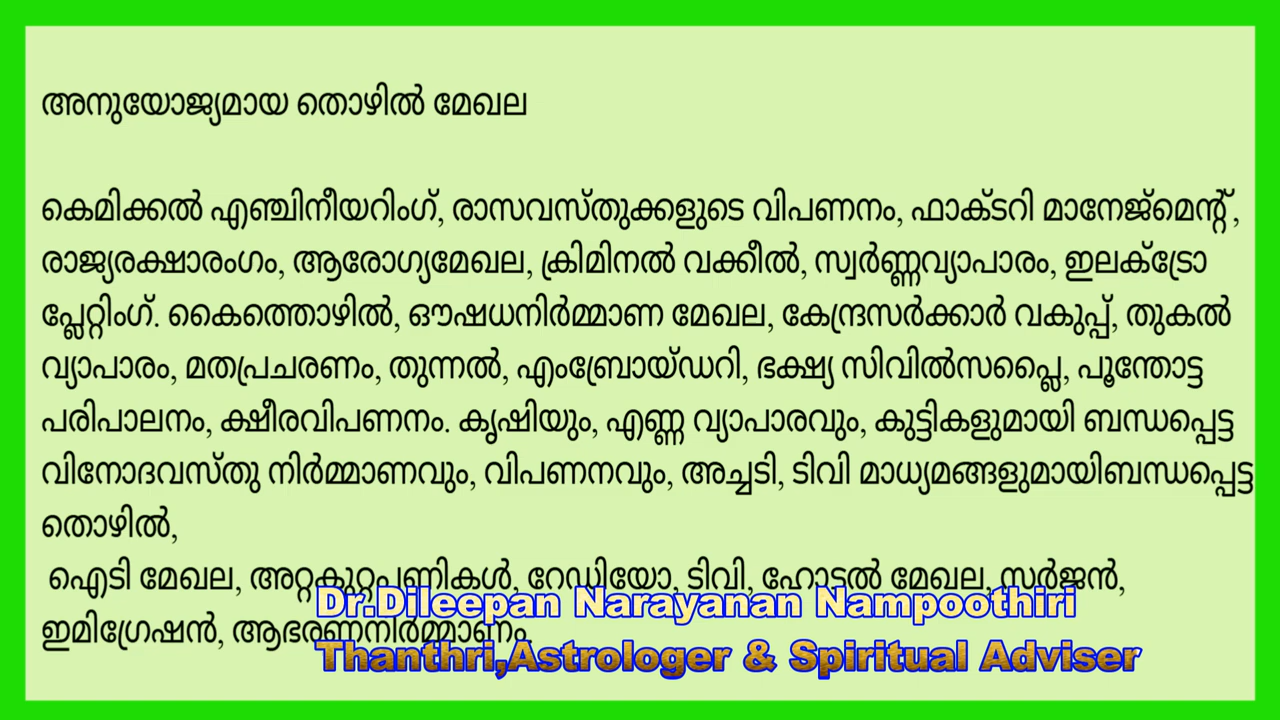 അനുയോജ്യമായ തൊഴിൽ മേഖല
കെമിക്കൽ എഞ്ചിനീയറിംഗ്, രാസവസ്തുക്കളുടെ വിപണനം, ഫാക്ടറി മാനേജ്മെന്റ്,
രാജ്യരക്ഷാരംഗം, ആരോഗ്യമേഖല, ക്രിമിനൽ വക്കീൽ, സ്വർണ്ണവ്യാപാരം, ഇലക്ട്രോ
പ്ലേറ്റിംഗ്. കൈത്തൊഴിൽ, ഔഷധനിർമ്മാണ മേഖല, കേന്ദ്രസർക്കാർ വകുപ്പ്, തുകൽ
വ്യാപാരം, മതപ്രചരണം, തുന്നൽ, എംബ്രോയ്ഡറി, ഭക്ഷ്യ സിവിൽസപ്ലൈ, പൂന്തോട്ട
പരിപാലനം, ക്ഷീരവിപണനം. കൃഷിയും, എണ്ണ വ്യാപാരവും, കുട്ടികളുമായി ബന്ധപ്പെട്ട
വിനോദവസ്തു നിർമ്മാണവും, വിപണനവും, അച്ചടി, ടിവി മാധ്യമങ്ങളുമായിബന്ധപ്പെട്ട
തൊഴിൽ,
ഐടി മേഖല, അറ്റകുറ്റപണികൾ, റേഡിയോ, ടിവി, ഹോട്ടൽ മേഖല, സർജൻ,
Dr.Dileepan Narayanan Nampoothiri
ഇമിഗ്രേഷൻ, ആഭരണനിർമ്മാണം.
Thanthri,Astrologer & Spiritual Adviser